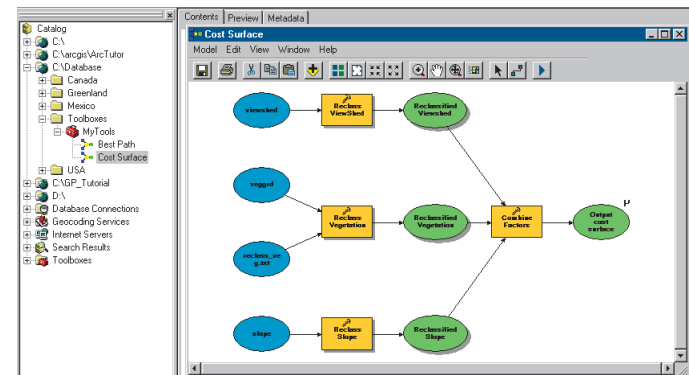 Catalog
C:\
C:\arcgis\ArcTutor
C:\Database
Canada
Greenland
Mexico
Toolboxes
MyTools
Best Path
Cost Surface
USA
C:\GP_Tutorial
D:\
Database Connections
Geocoding Services
Internet Servers
Search Results
Toolboxes
Contents Preview Metadata
Cost Surface
Model Edit View Window Help
viewshed
Reclass
ViewShed
Reclassified
Viewshed
veggrd
reclass_ve
g.txt
Reclass
Vegetation
Reclassified
Vegetation
Combine
Factors
P
Output
cost
surface
slope
Reclass
Slope
Reclassified
Slope